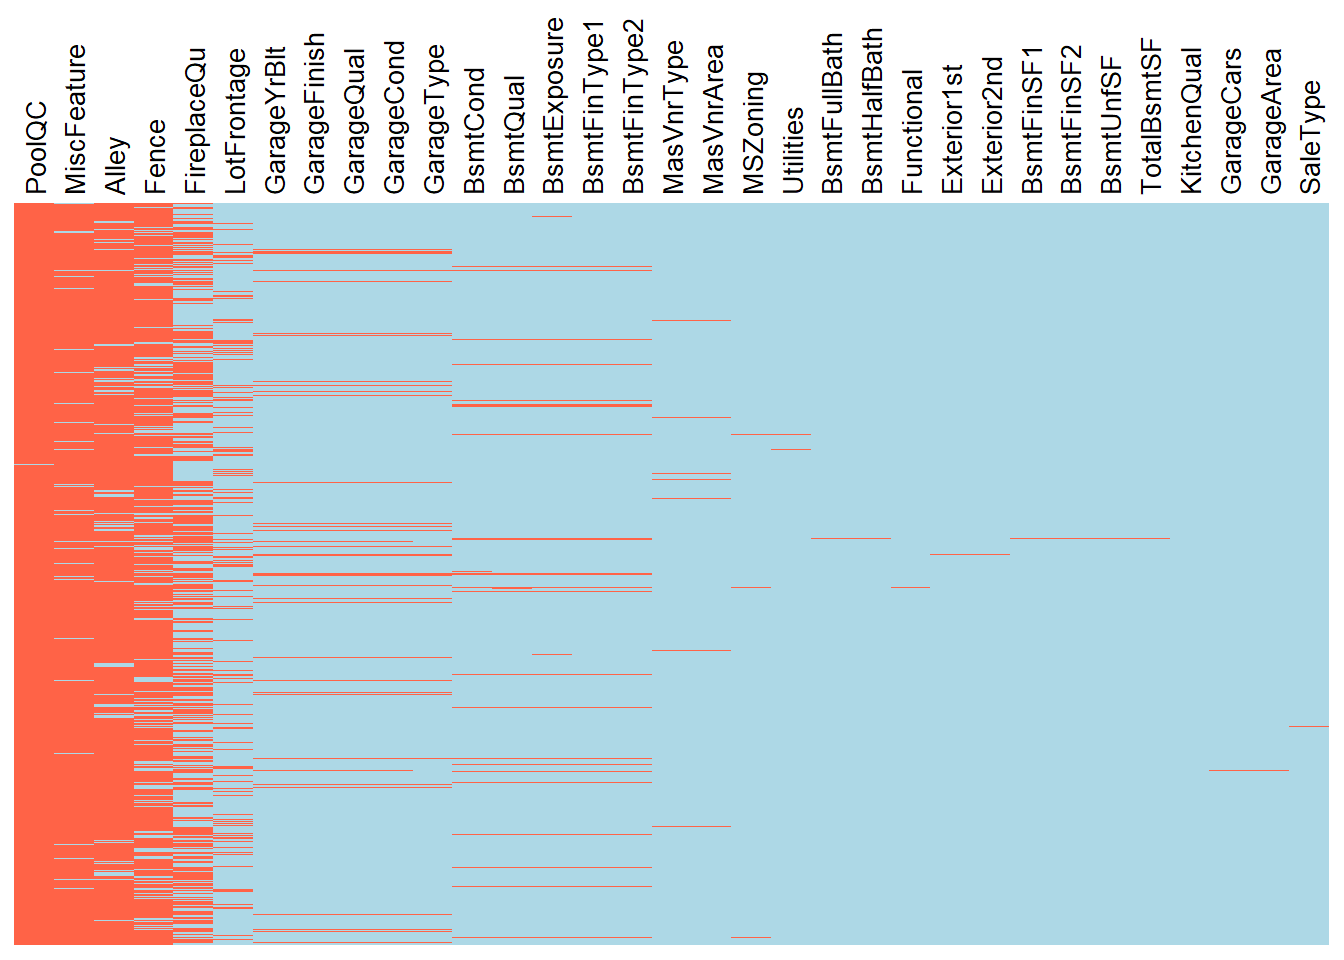 PoolQC
MiscFeature
Alley
Fence
FireplaceQu
LotFrontage
GarageYrBlt
GarageFinish
GarageQual
GarageCond
GarageType
BsmtCond
BsmtQual
BsmtExposure
BsmtFinType1
BsmtFinType2
MasVnrType
MasVnrArea
MSZoning
Utilities
BsmtFullBath
BsmtHalfBath
Functional
Exterior1st
Exterior2nd
BsmtFinSF1
BsmtFinSF2
BsmtUnfSF
TotalBsmtSF
KitchenQual
GarageCars
GarageArea
SaleType